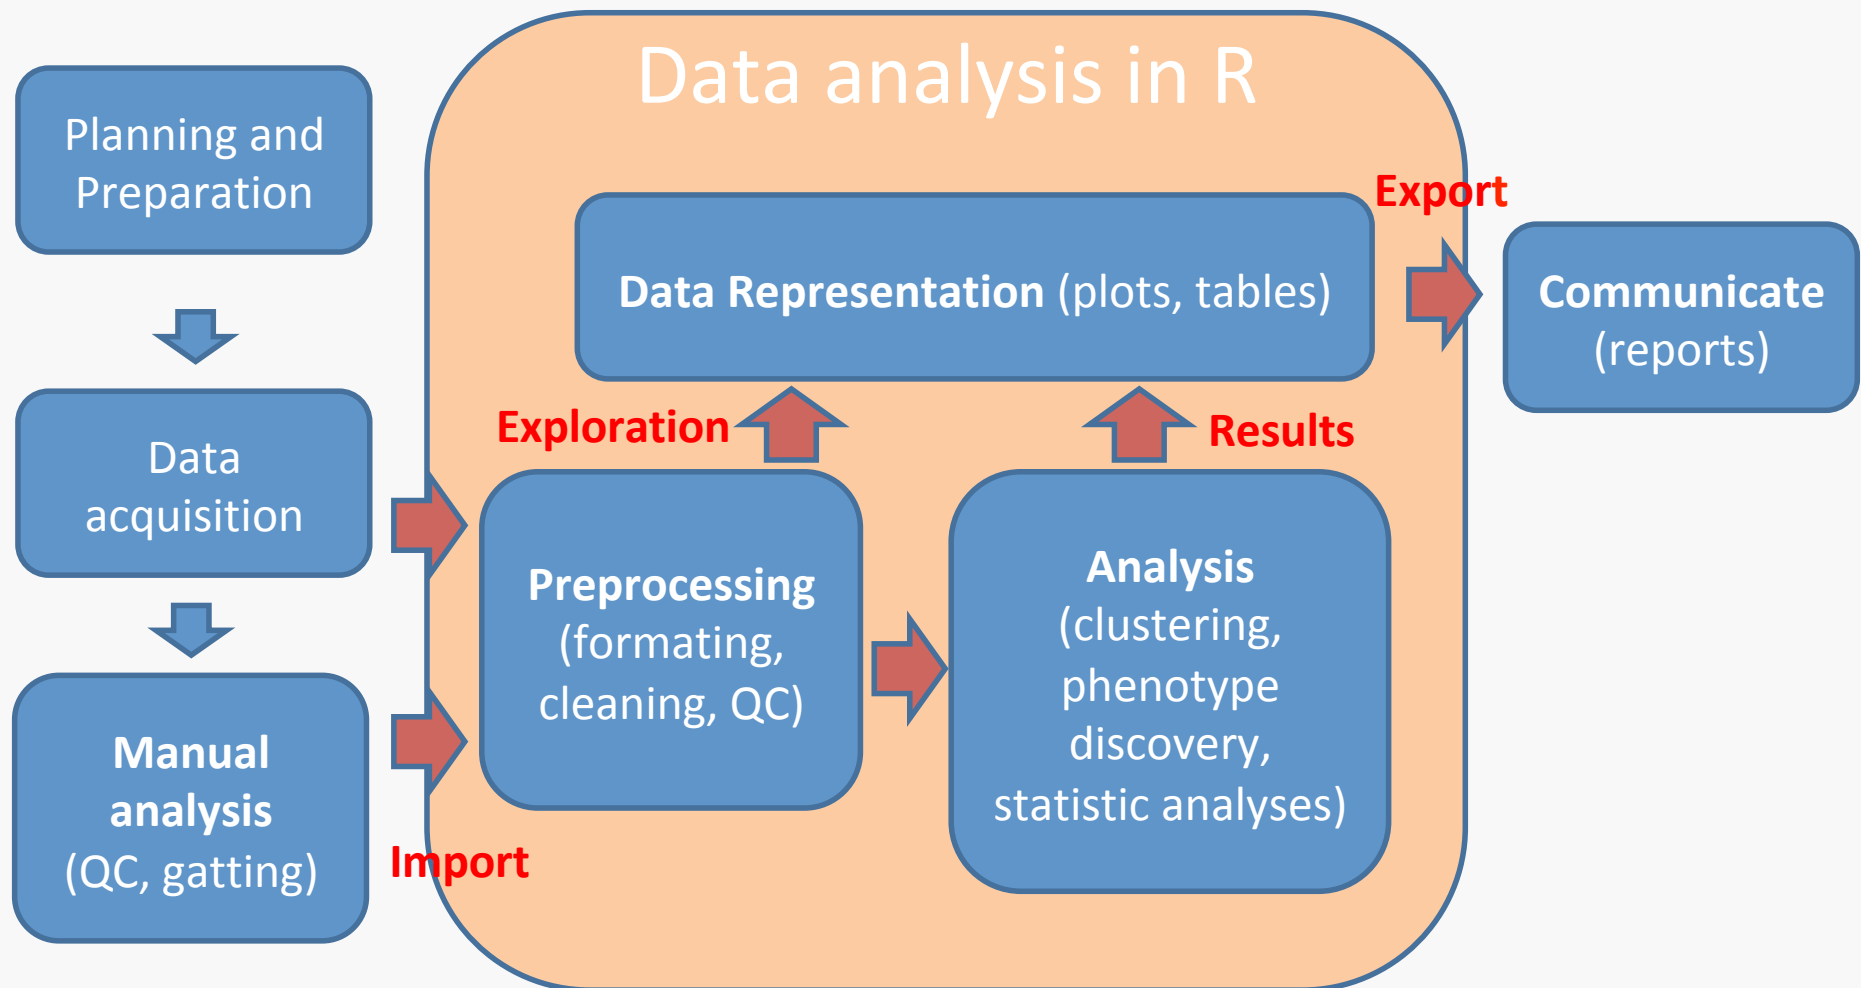 Data analysis in R
Planning and
Preparation
Export
Data Representation (plots, tables)
Communicate
(reports)
Exploration
Results
Data
acquisition
Preprocessing
(formating,
cleaning, QC)
Analysis
(clustering,
phenotype
discovery,
statistic analyses)
Manual
analysis
(QC, gatting)
Import